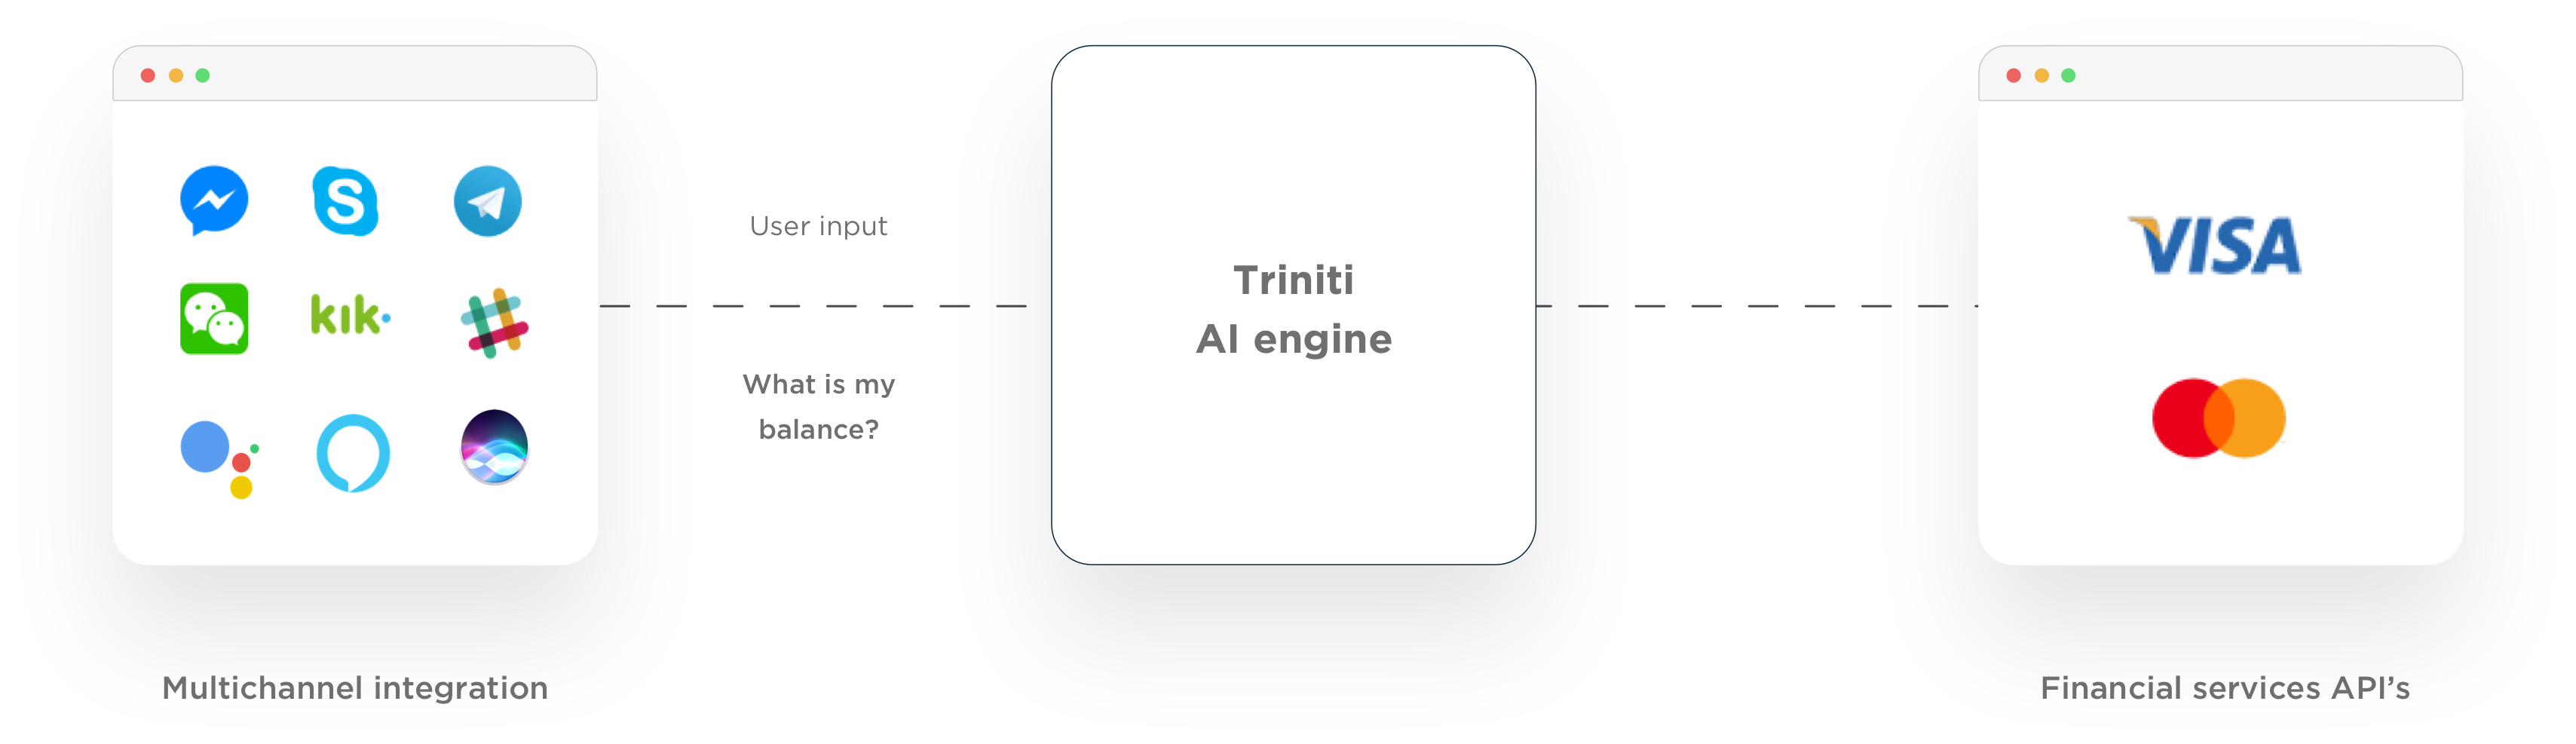 S
User input
VISA
Triniti
AI engine
kik
What is my
balance?
Multichannel integration
Financial services API’s